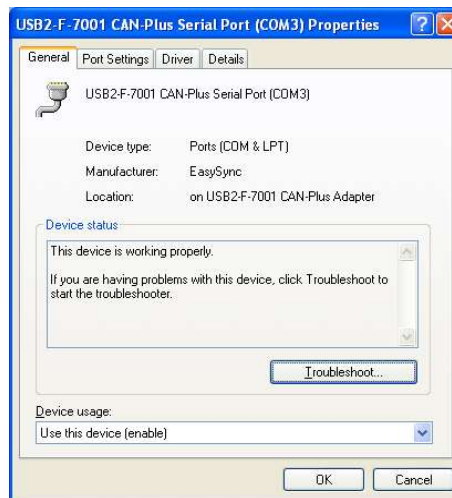 USB2-F-7001 CAN-Plus Serial Port (COM3) Properties
General Port Settings Driver Details
USB2-F-7001 CAN-Plus Serial Port (COM3)
Device type: Ports (COM & LPT)
Manufacturer: EasySync
Location: on USB2-F-7001 CAN-Plus Adapter
Device status
This device is working properly.
If you are having problems with this device, click Troubleshoot to
start the troubleshooter.
Troubleshoot...
Device usage:
Use this device (enable)
OK Cancel